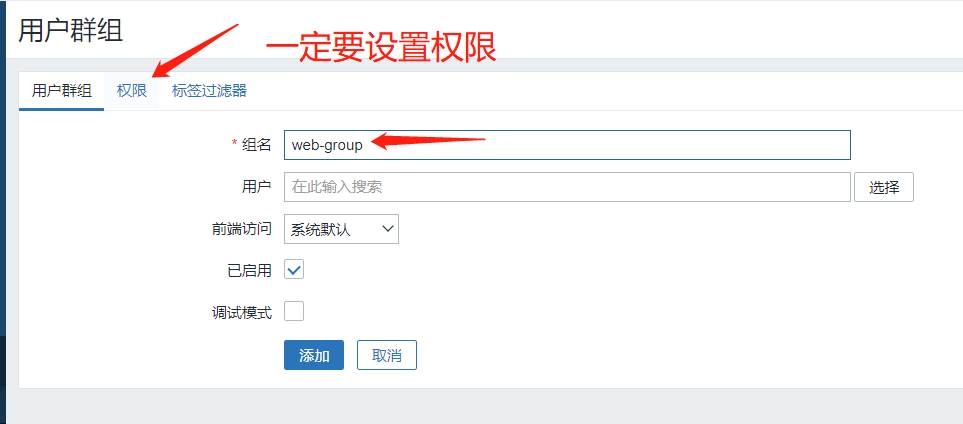 用户群组
一定要设置权限
用户群组 权限 标签过滤器
* 组名 web-group
用户 在此输入搜索 选择
前端访问 系统默认
已启用
调试模式
添加 取消